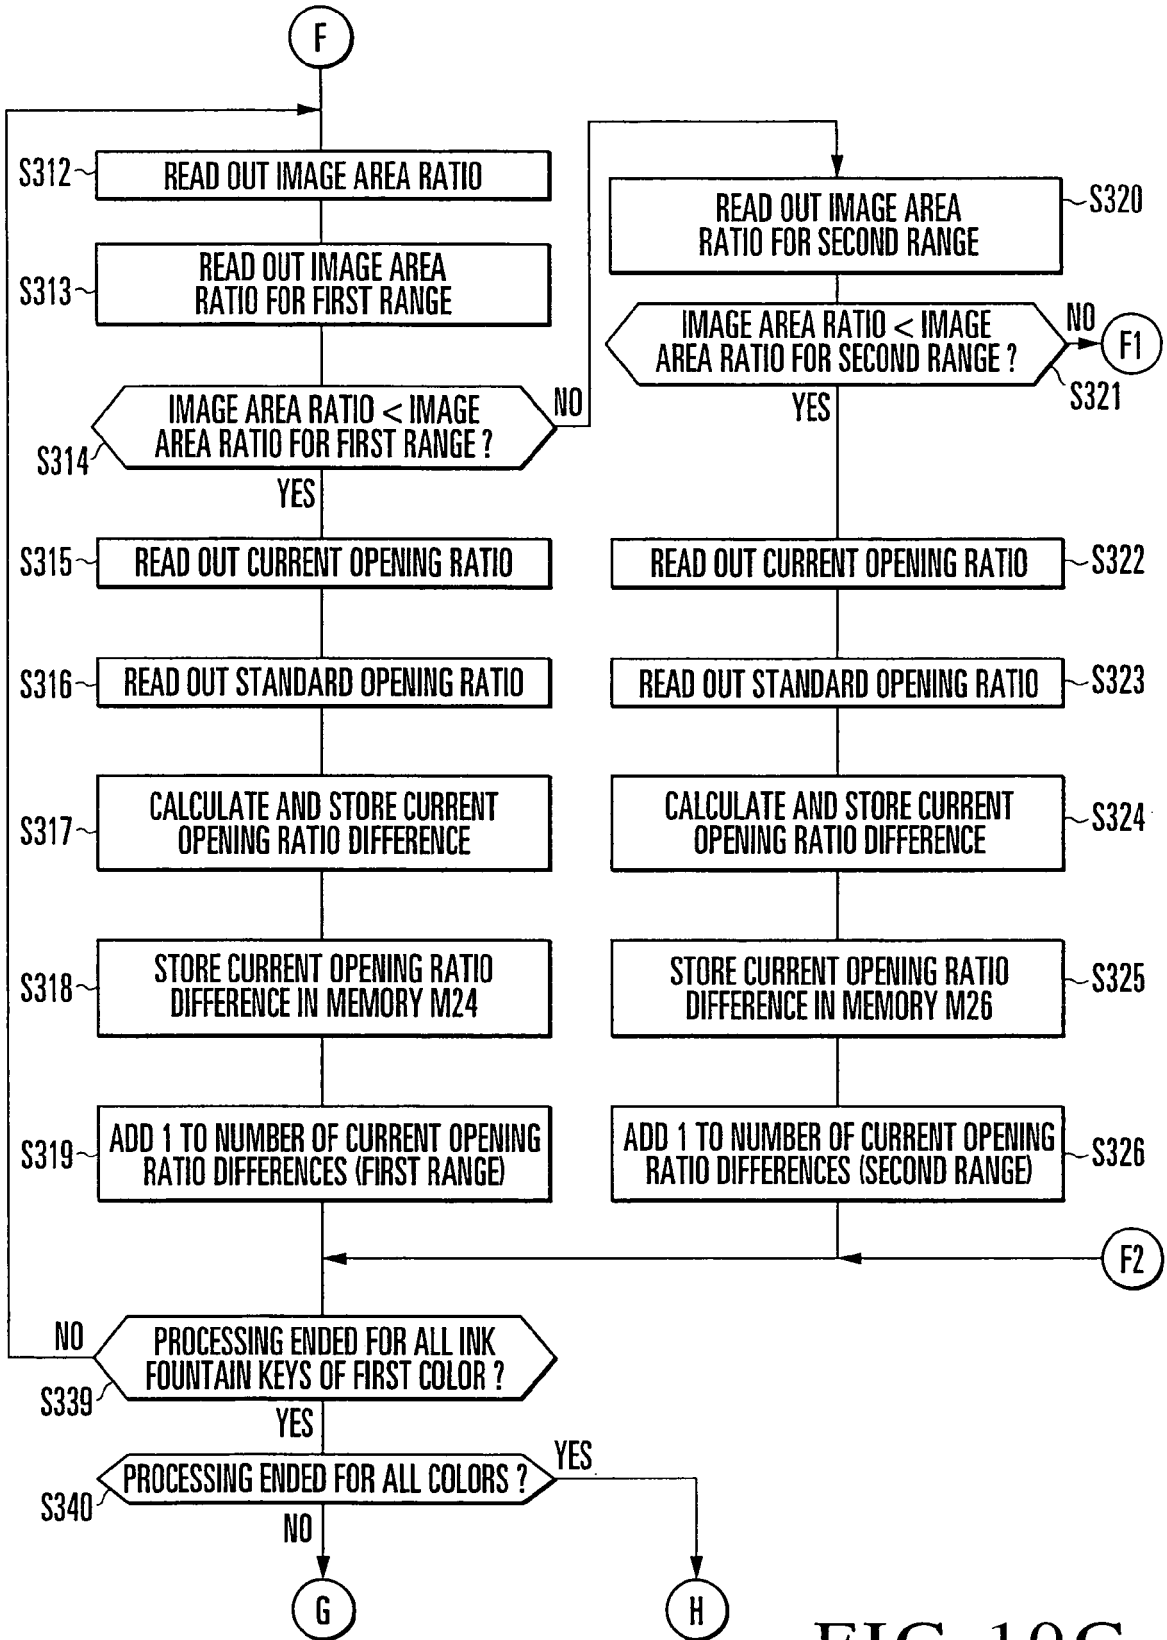 F
S312
READ OUT IMAGE AREA RATIO
S313
READ OUT IMAGE AREA
RATIO FOR FIRST RANGE
IMAGE AREA RATIO < IMAGE
AREA RATIO FOR FIRST RANGE ?
S314
NO
YES
S315
READ OUT CURRENT OPENING RATIO
S316
READ OUT STANDARD OPENING RATIO
S317
CALCULATE AND STORE CURRENT
OPENING RATIO DIFFERENCE
S318
STORE CURRENT OPENING RATIO
DIFFERENCE IN MEMORY M24
S319
ADD 1 TO NUMBER OF CURRENT OPENING
RATIO DIFFERENCES (FIRST RANGE)
READ OUT IMAGE AREA
RATIO FOR SECOND RANGE
S320
IMAGE AREA RATIO < IMAGE
AREA RATIO FOR SECOND RANGE ?
NO
F1
S321
YES
READ OUT CURRENT OPENING RATIO
S322
READ OUT STANDARD OPENING RATIO
S323
CALCULATE AND STORE CURRENT
OPENING RATIO DIFFERENCE
S324
STORE CURRENT OPENING RATIO
DIFFERENCE IN MEMORY M26
S325
ADD 1 TO NUMBER OF CURRENT OPENING
RATIO DIFFERENCES (SECOND RANGE)
S326
F2
NO
PROCESSING ENDED FOR ALL INK
FOUNTAIN KEYS OF FIRST COLOR ?
S339
YES
PROCESSING ENDED FOR ALL COLORS ?
YES
S340
NO
G
H